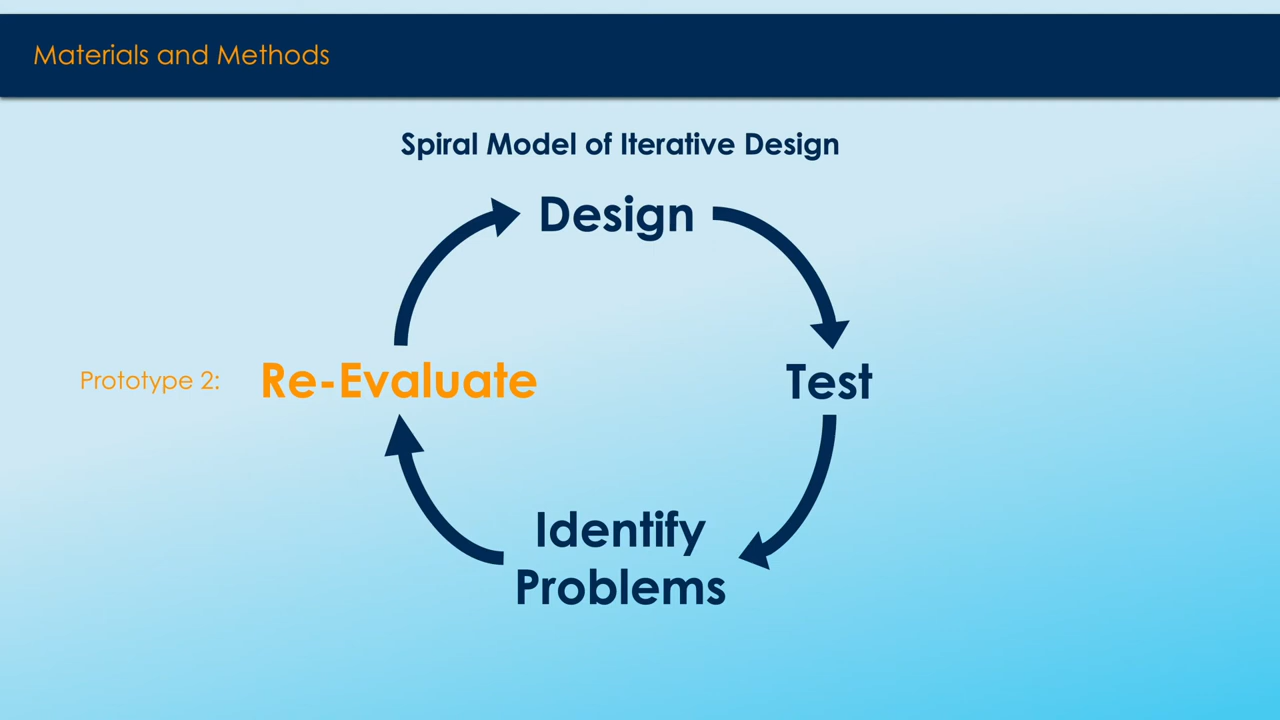 Materials and Methods
Spiral Model of Iterative Design
Design
Prototype 2: Re-Evaluate
Test
Identify
Problems